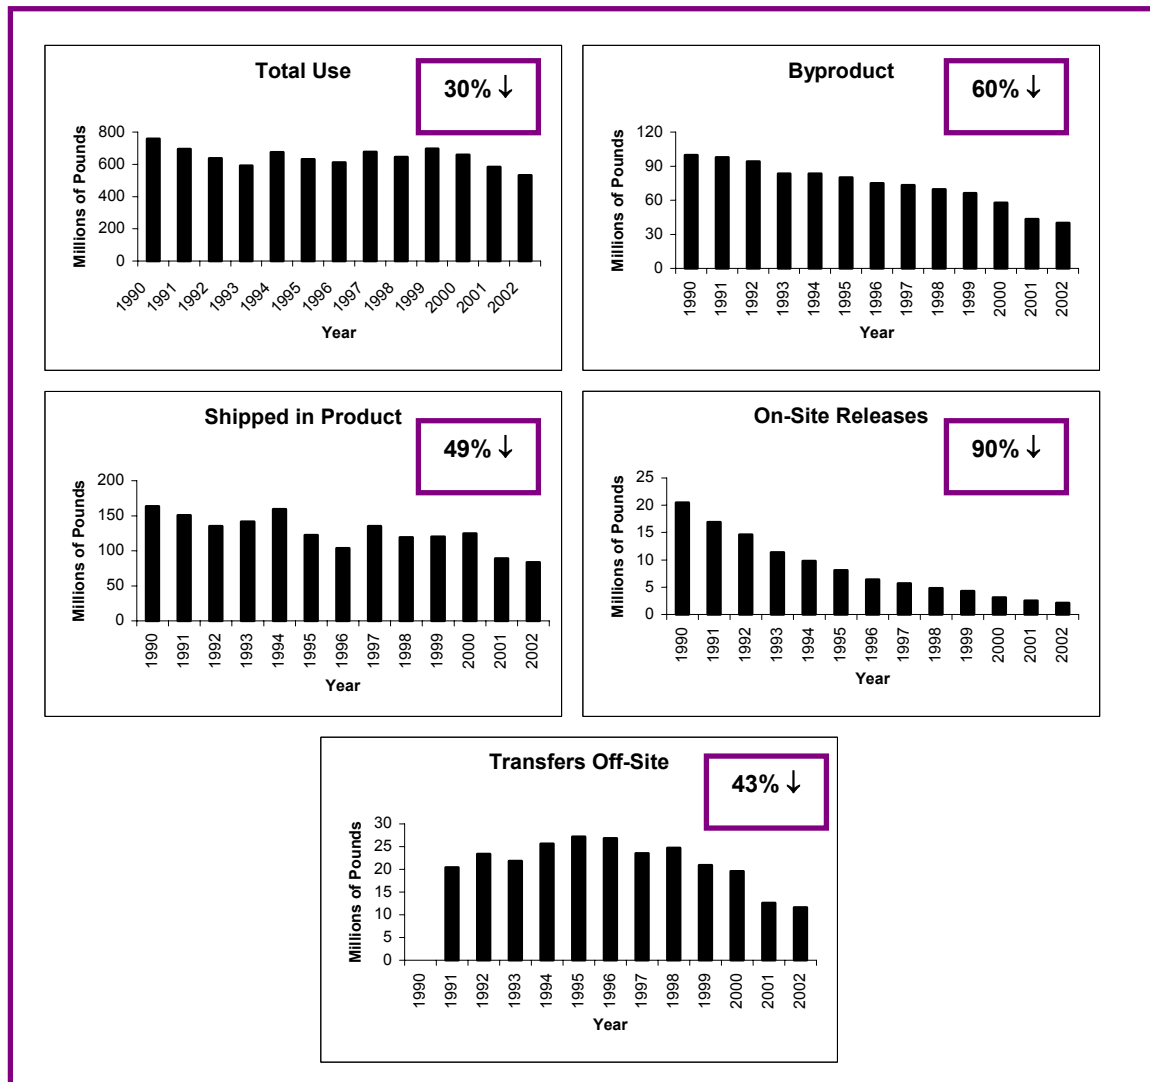 Total Use
30% ↓
Millions of Pounds
800
600
400
200
0
1990 1991 1992 1993 1994 1995 1996 1997 1998 1999 2000 2001 2002
Year
Byproduct
60% ↓
Millions of Pounds
120
90
60
30
0
1990 1991 1992 1993 1994 1995 1996 1997 1998 1999 2000 2001 2002
Year
Shipped in Product
49% ↓
Millions of Pounds
200
150
100
50
0
1990 1991 1992 1993 1994 1995 1996 1997 1998 1999 2000 2001 2002
Year
On-Site Releases
90% ↓
Millions of Pounds
25
20
15
10
5
0
1990 1991 1992 1993 1994 1995 1996 1997 1998 1999 2000 2001 2002
Year
Transfers Off-Site
43% ↓
Millions of Pounds
30
25
20
15
10
5
0
1990 1991 1992 1993 1994 1995 1996 1997 1998 1999 2000 2001 2002
Year